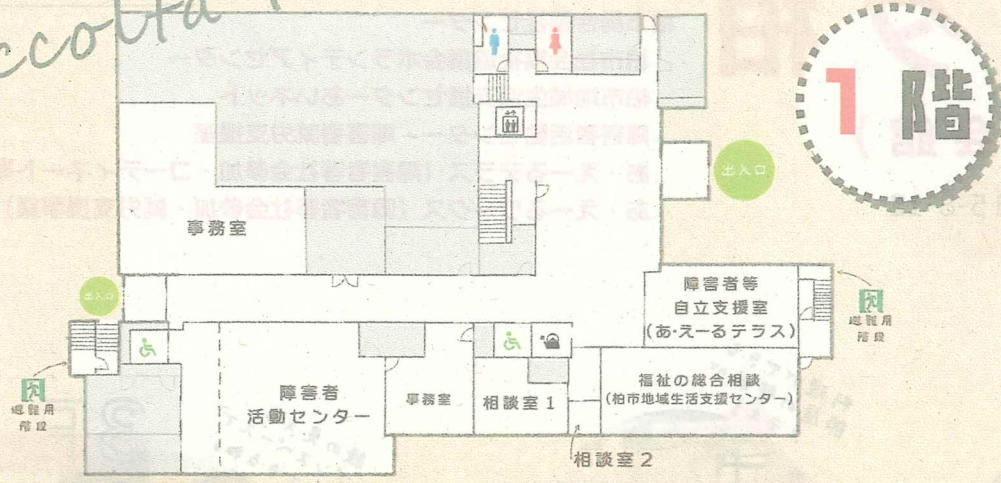 ccolta
1階
出入口
事務室
出入口
障害者等
自立支援室
(あ・えーるテラス)
避難用
階段
避難用
階段
障害者
活動センター
事務室
相談室1
福祉の総合相談
(柏市地域生活支援センター)
相談室2